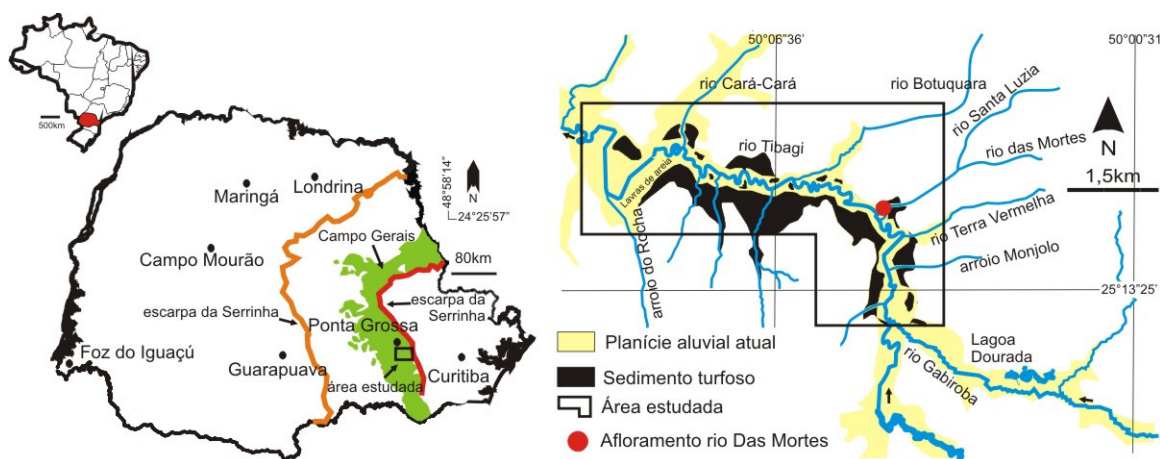 500km
Maringá
Londrina
48°58'14"
N
24°25'57"
Campo Gerais
80km
Campo Mourão
escarpa da
Serrinha
escarpa da Serrinha
Ponta Grossa
Foz do Iguaçú
Guarapuava
área estudada
Curitiba
50°06"36'
50°00"31
rio Cará-Cará
rio Botuquara
rio Santa Luzia
rio das Mortes
rio Tibagi
Lavras de areia
N
1,5km
arroio do Rocha
rio Terra Vermelha
arroio Monjolo
25°13"25'
Lagoa
Dourada
rio Gabiroba
Planície aluvial atual
Sedimento turfoso
Área estudada
Afloramento rio Das Mortes